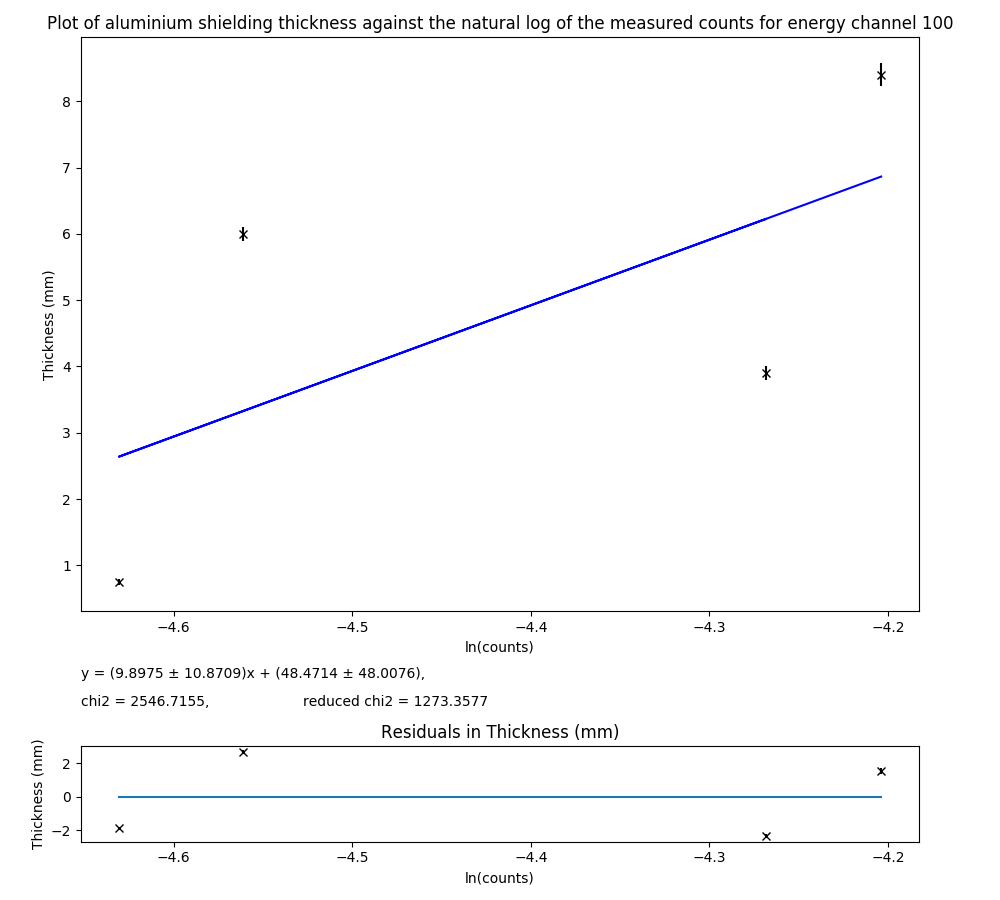 Plot of aluminium shielding thickness against the natural log of the measured counts for energy channel 100
8
7
6
5
4
3
2
1
Thickness (mm)
−4.6 −4.5 −4.4 −4.3 −4.2
ln(counts)
y = (9.8975 ± 10.8709)x + (48.4714 ± 48.0076),
chi2 = 2546.7155, reduced chi2 = 1273.3577
Residuals in Thickness (mm)
2
0
−2
Thickness (mm)
−4.6 −4.5 −4.4 −4.3 −4.2
ln(counts)